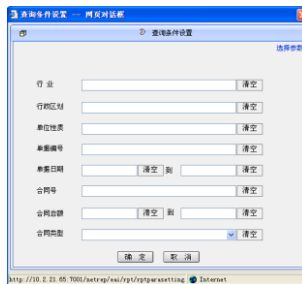 查询条件设置 -- 网页对话框
查询条件设置
选择参数
行 业 清空
行政区划 清空
单位性质 清空
单据编号 清空
单据日期 清空 到 清空
合同号 清空
合同总额 清空 到 清空
合同类型 清空
确 定 取 消
http://10.2.21.65:7001/netrep/eai/rpt/rptparasetting Internet